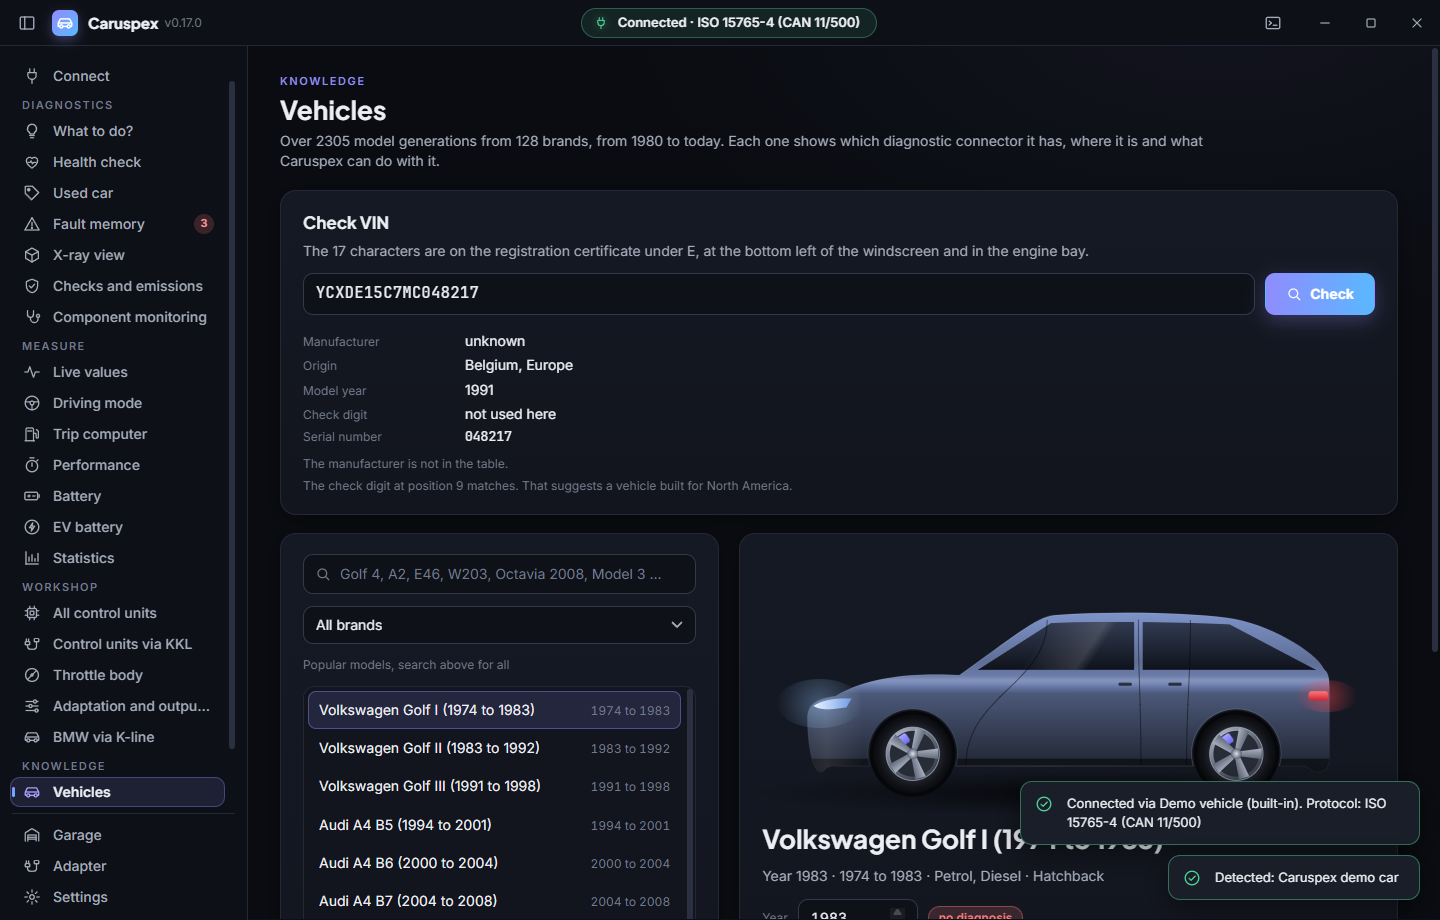 Caruspex v0.17.0
Connected · ISO 15765-4 (CAN 11/500)
Connect
DIAGNOSTICS
What to do?
Health check
Used car
Fault memory 3
X-ray view
Checks and emissions
Component monitoring
MEASURE
Live values
Driving mode
Trip computer
Performance
Battery
EV battery
Statistics
WORKSHOP
All control units
Control units via KKL
Throttle body
Adaptation and outpu...
BMW via K-line
KNOWLEDGE
Vehicles
Garage
Adapter
Settings
KNOWLEDGE
Vehicles
Over 2305 model generations from 128 brands, from 1980 to today. Each one shows which diagnostic connector it has, where it is and what
Caruspex can do with it.
Check VIN
The 17 characters are on the registration certificate under E, at the bottom left of the windscreen and in the engine bay.
YCXDE15C7MC048217
Check
Manufacturer unknown
Origin Belgium, Europe
Model year 1991
Check digit not used here
Serial number 048217
The manufacturer is not in the table.
The check digit at position 9 matches. That suggests a vehicle built for North America.
Golf 4, A2, E46, W203, Octavia 2008, Model 3 ...
All brands
Popular models, search above for all
Volkswagen Golf I (1974 to 1983) 1974 to 1983
Volkswagen Golf II (1983 to 1992) 1983 to 1992
Volkswagen Golf III (1991 to 1998) 1991 to 1998
Audi A4 B5 (1994 to 2001) 1994 to 2001
Audi A4 B6 (2000 to 2004) 2000 to 2004
Audi A4 B7 (2004 to 2008) 2004 to 2008
Volkswagen Golf I (1974 to 1983)
Year 1983 · 1974 to 1983 · Petrol, Diesel · Hatchback
Year 1983 no diagnosis
Connected via Demo vehicle (built-in). Protocol: ISO
15765-4 (CAN 11/500)
Detected: Caruspex demo car